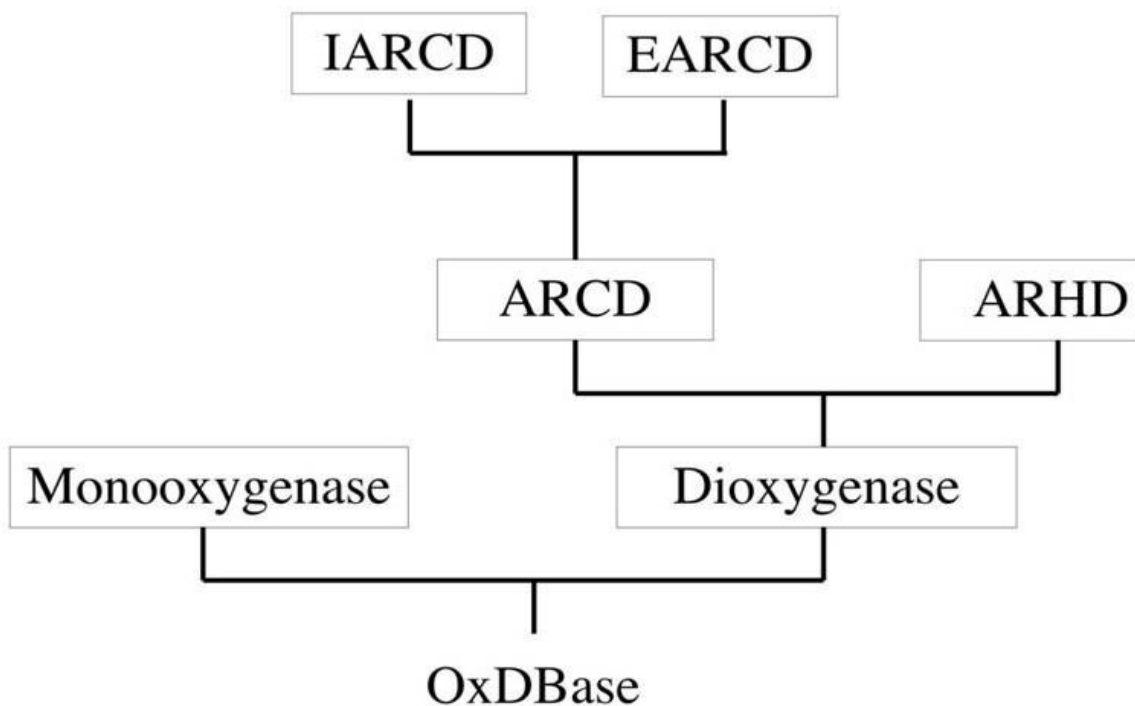 IARCD
EARCD
ARCD
ARHD
Monooxygenase
Dioxygenase
OxDBase